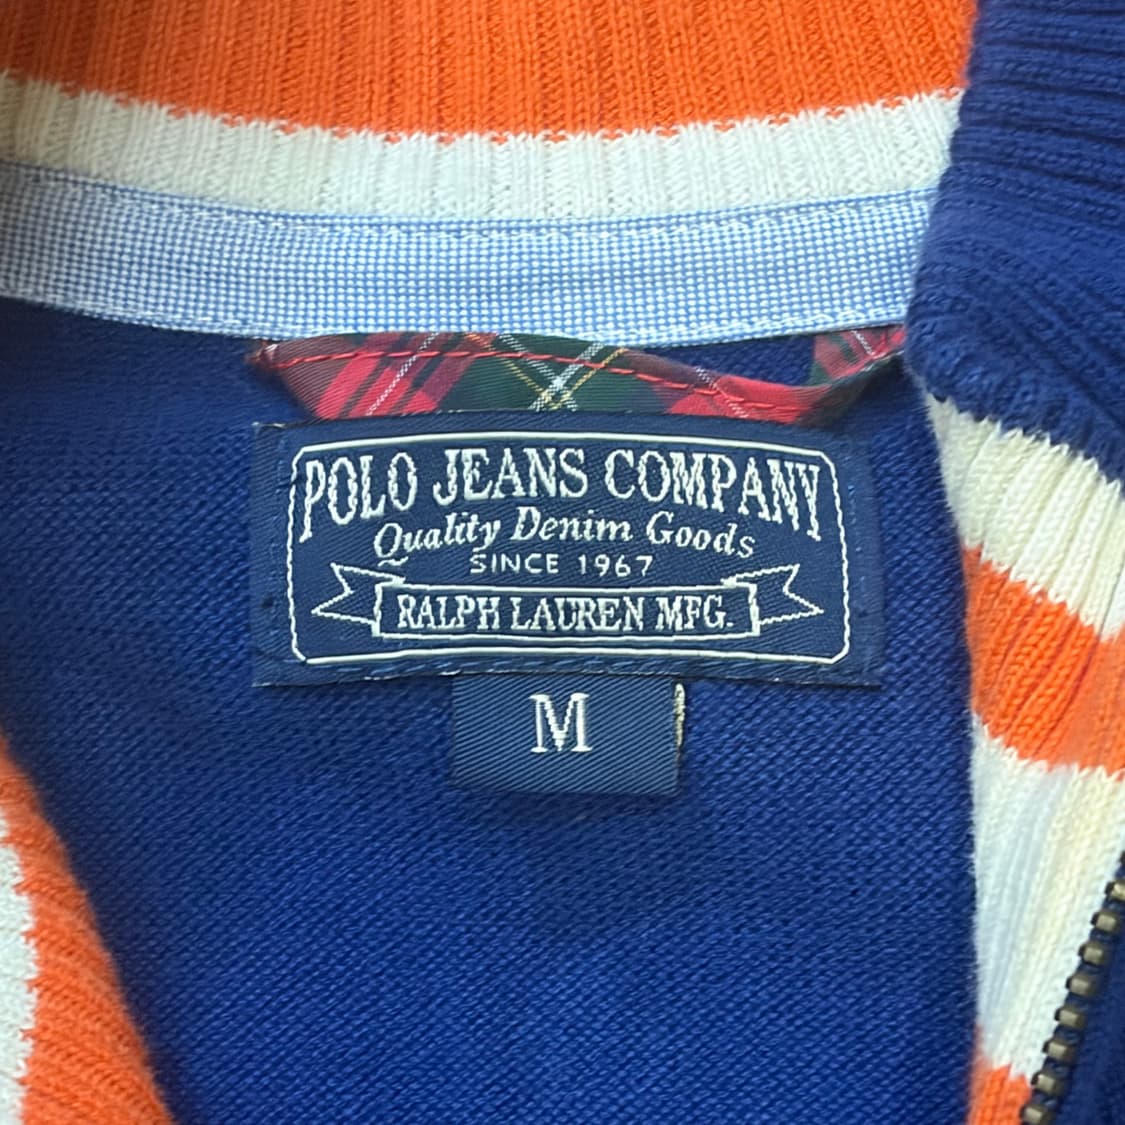 POLO JEANS COMPANY
Quality Denim Goods
SINCE 1967
RALPH LAUREN MFG.
M